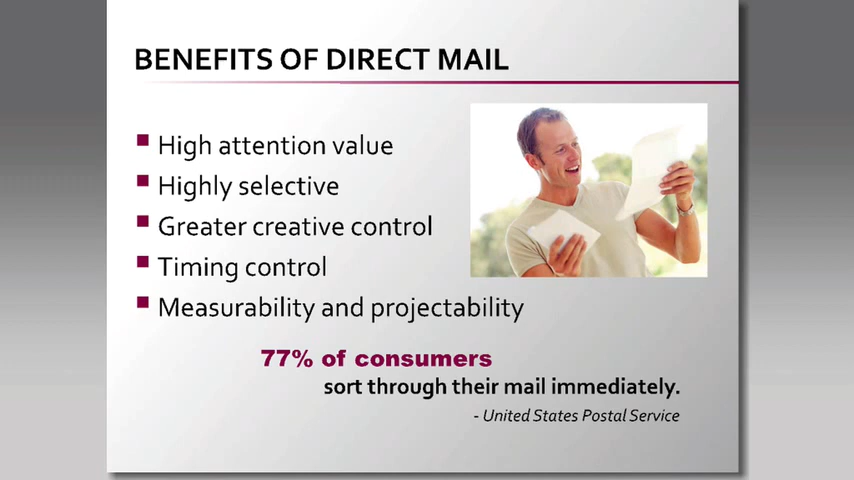 BENEFITS OF DIRECT MAIL
High attention value
Highly selective
Greater creative control
Timing control
Measurability and projectability
77% of consumers
sort through their mail immediately.
- United States Postal Service